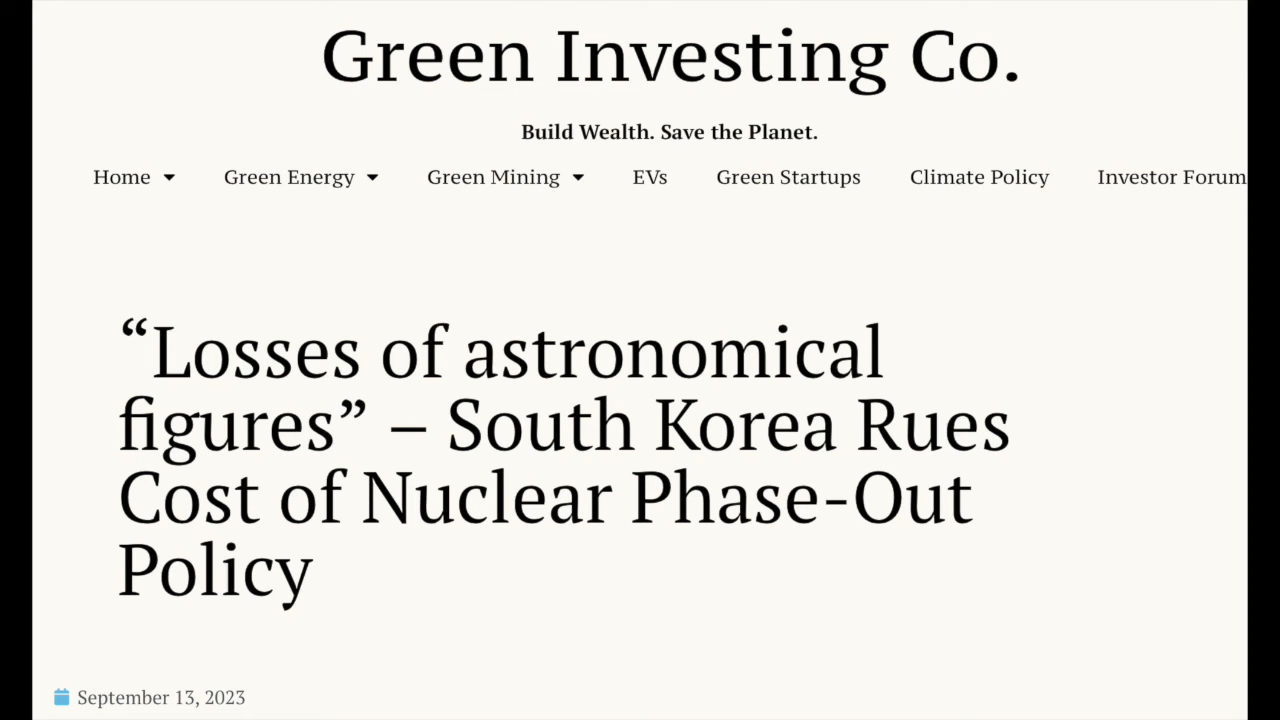 Green Investing Co.
Build Wealth. Save the Planet.
Home Green Energy Green Mining EVs Green Startups Climate Policy Investor Forum
“Losses of astronomical
figures” – South Korea Rues
Cost of Nuclear Phase-Out
Policy
September 13, 2023